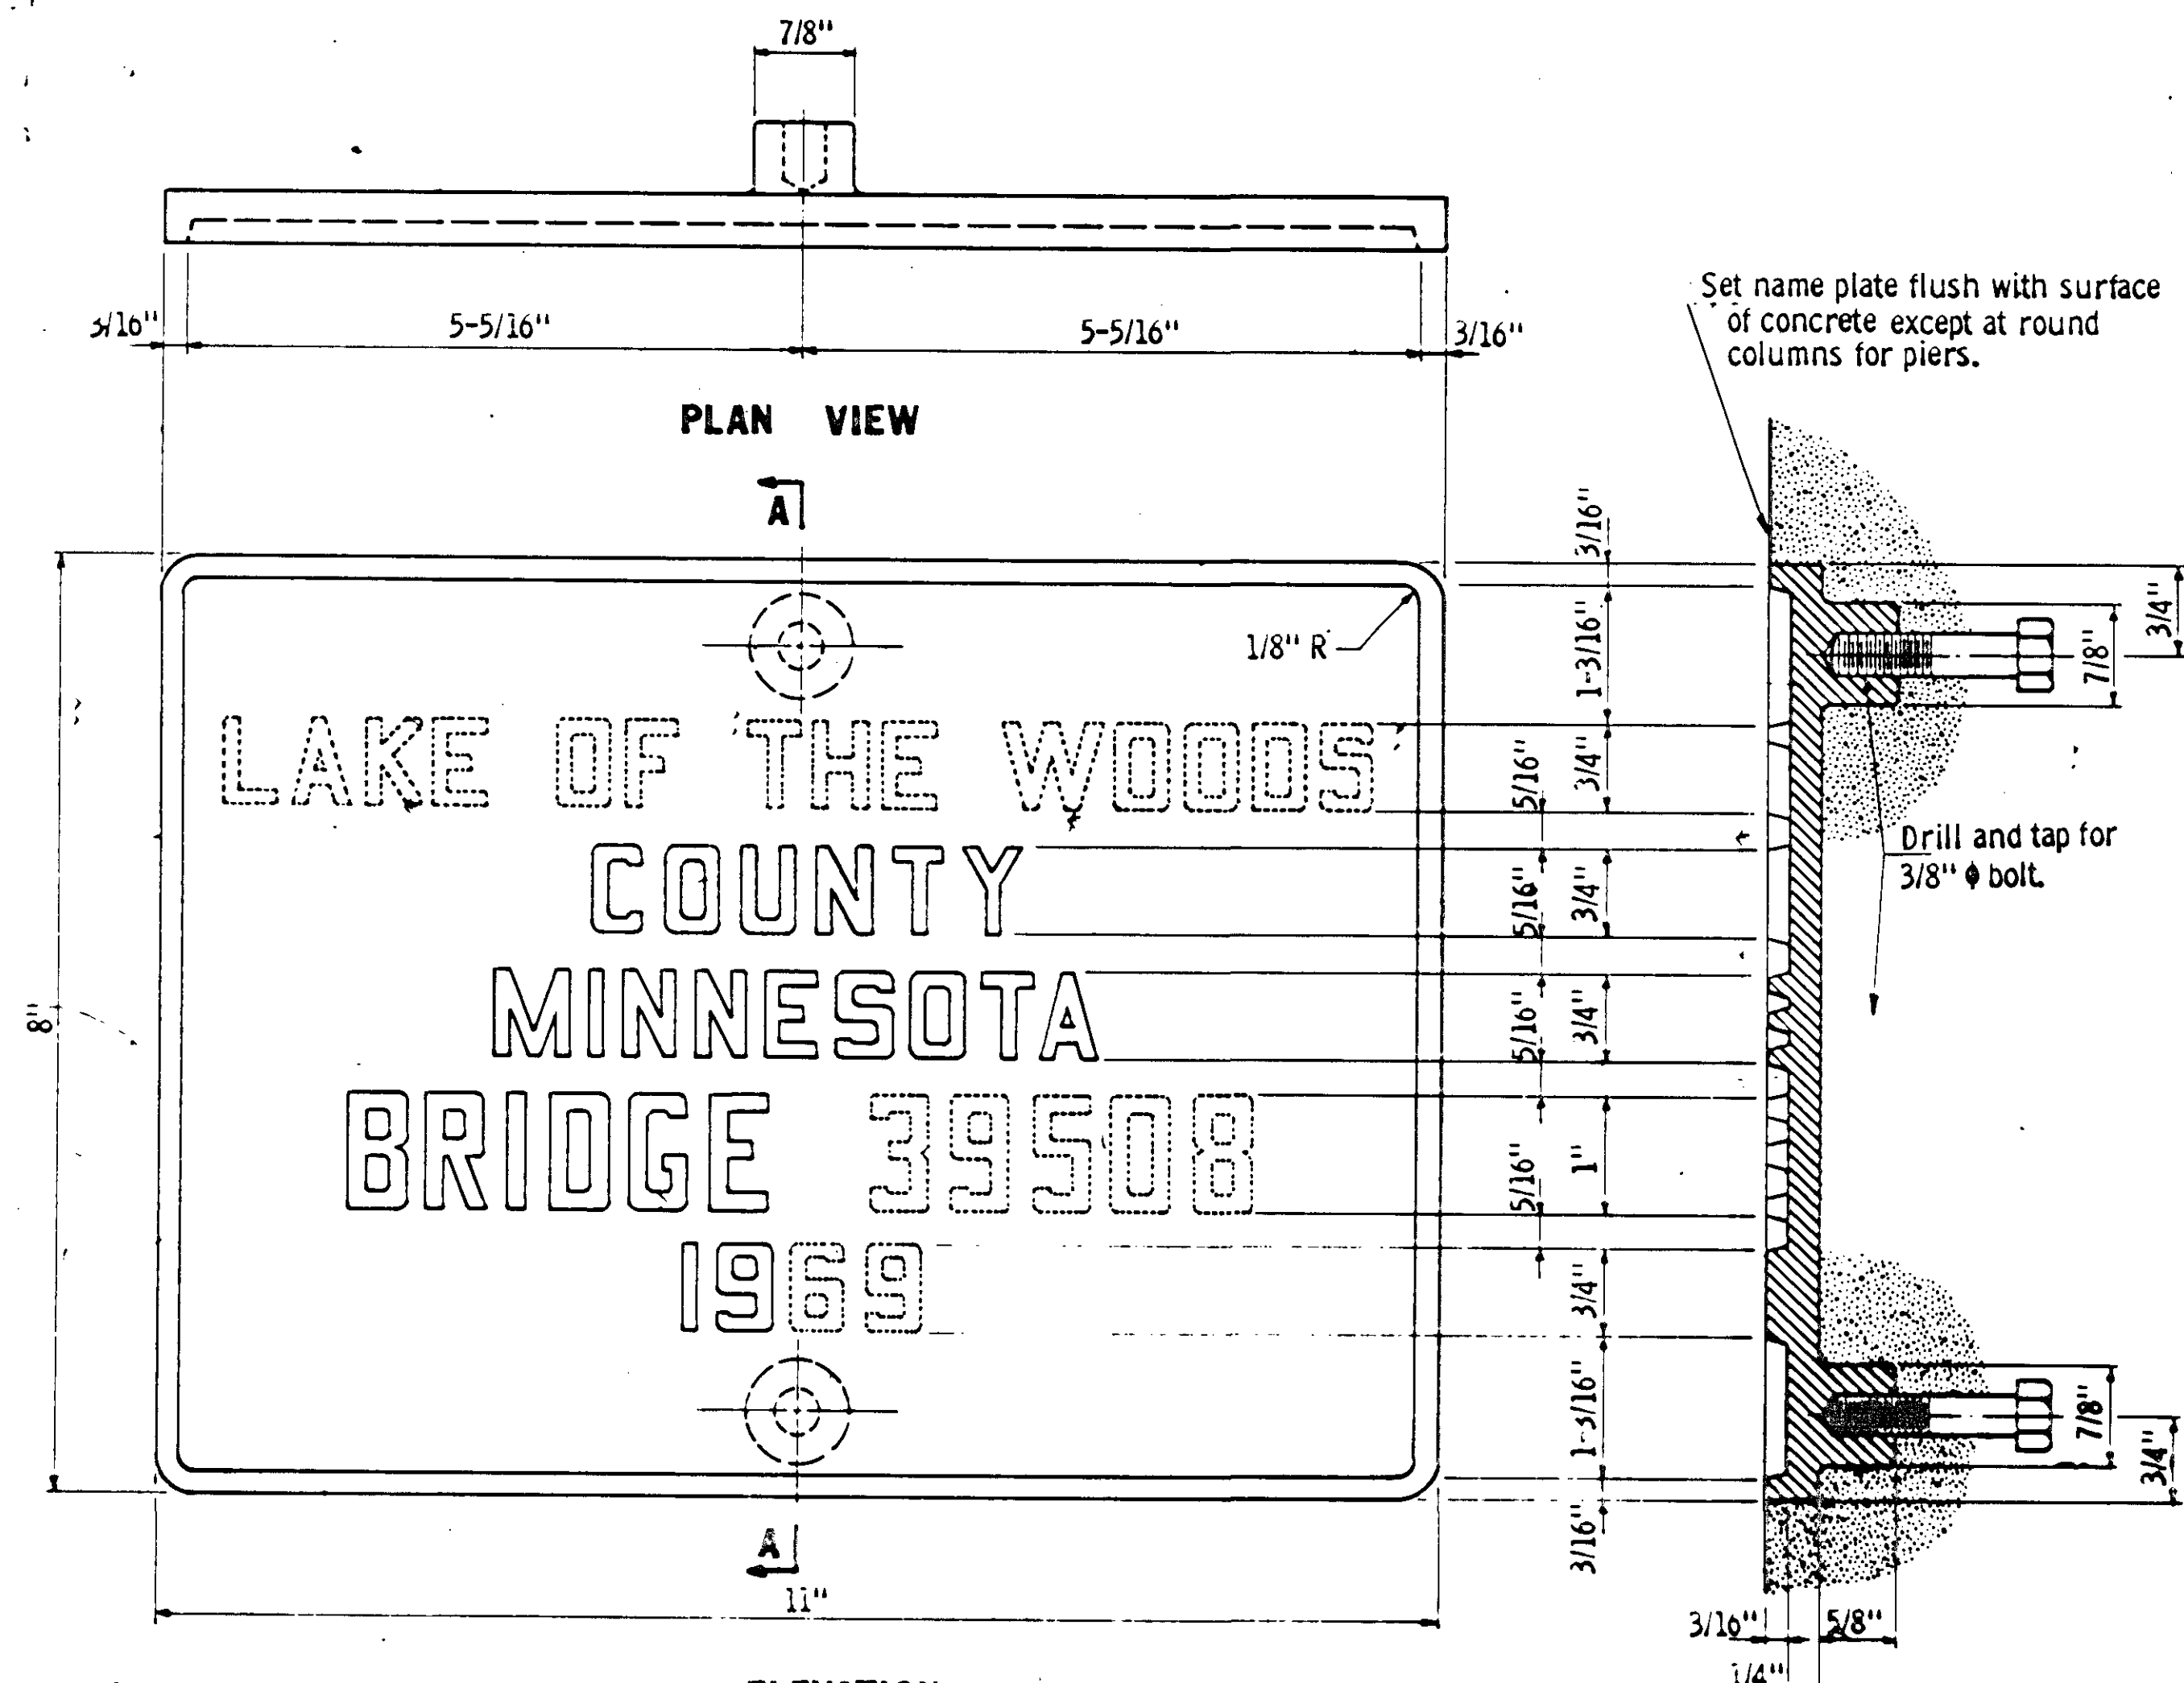 7/8"
3/16" 5-5/16" 5-5/16" 3/16"
PLAN VIEW
Set name plate flush with surface
of concrete except at round
columns for piers.
A
3/16"
3/4"
1-3/16"
7/8"
1/8" R
LAKE OF THE WOODS
5/16"
3/4"
Drill and tap for
3/8" ϕ bolt.
COUNTY
5/16"
3/4"
8"
MINNESOTA
5/16"
3/4"
BRIDGE 39508
5/16"
1"
1969
3/4"
1-3/16"
7/8"
3/4"
3/16"
A
11"
3/16" 5/8"
1/4"
ELEVATION